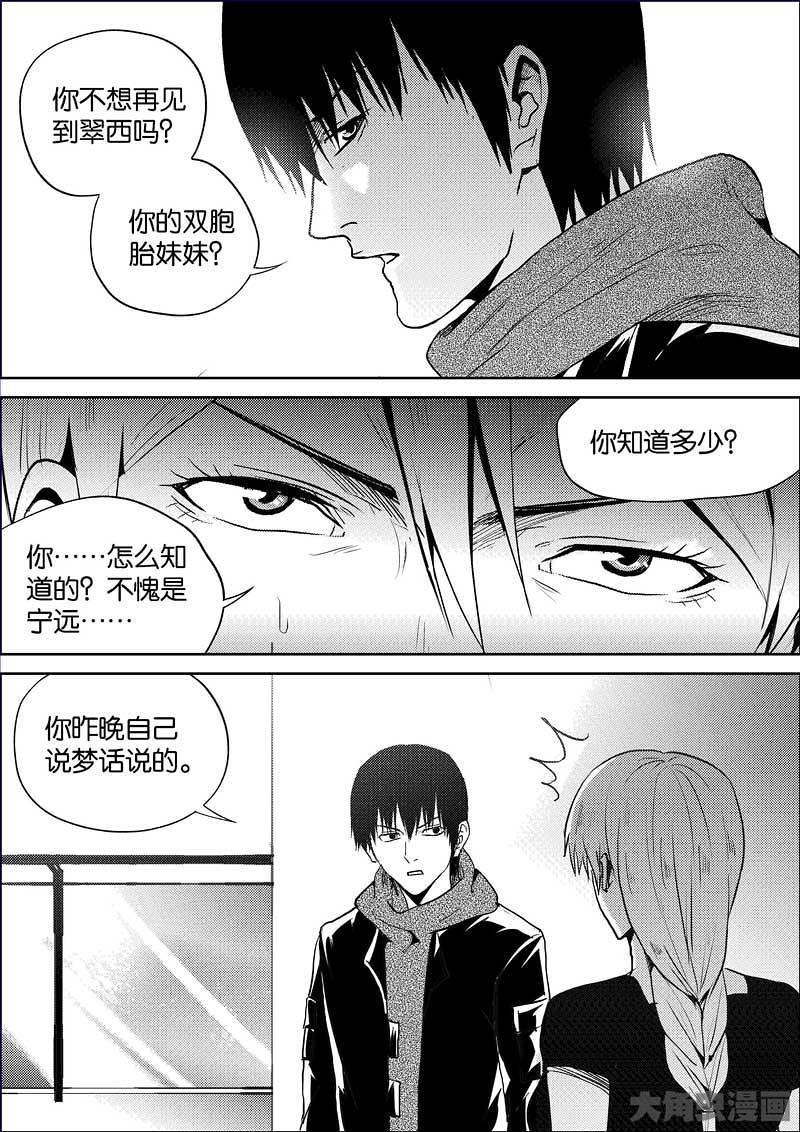 你不想再见
到翠西吗？
你的双胞
胎妹妹？
你知道多少？
你……怎么知
道的？不愧是
宁远……
你昨晚自己
说梦话说的。
大角虫漫画